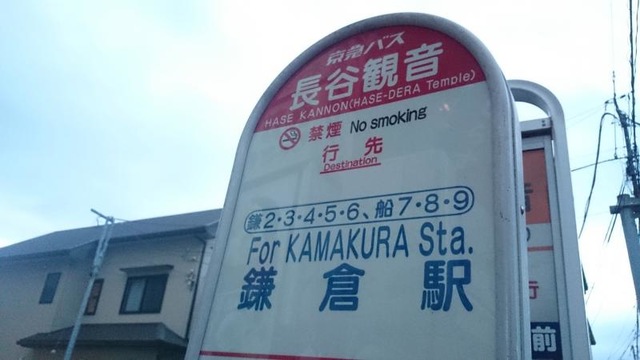 京急バス
長谷観音
HASE KANNON(HASE-DERA Temple)
禁煙 No smoking
行先
Destination
鎌2・3・4・5・6、船7・8・9
For KAMAKURA Sta.
鎌倉駅
行
前